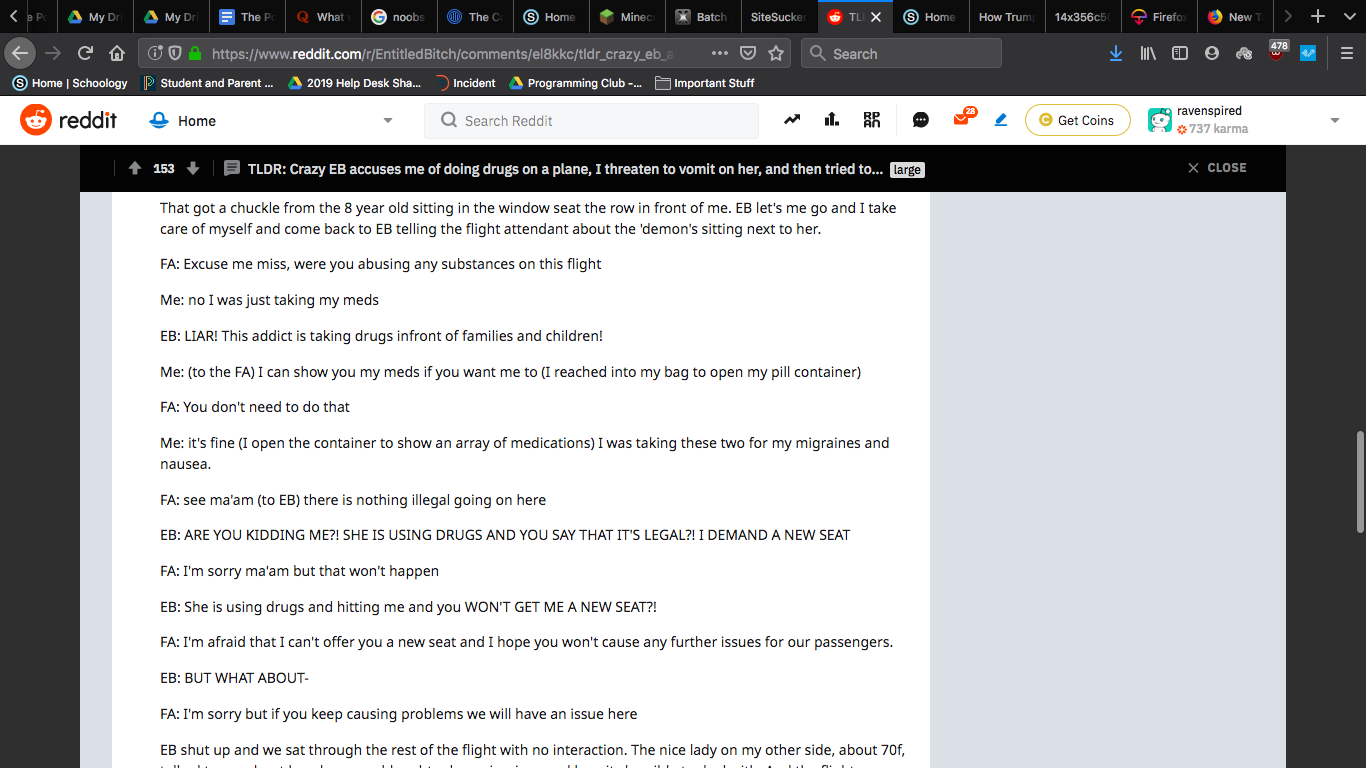 e Po
My Dri
My Dri
The Po
What
noobs
The Co
Home
Minec
Batch
SiteSucker
TL
Home
How Trum
14x356c50
Firefox
New T
https://www.reddit.com/r/EntitledBitch/comments/el8kkc/tldr_crazy_eb_a
Search
478
Home | Schoology
Student and Parent ...
2019 Help Desk Sha...
Incident
Programming Club -...
Important Stuff
reddit
Home
Search Reddit
28
Get Coins
ravenspired
737 karma
153
TLDR: Crazy EB accuses me of doing drugs on a plane, I threaten to vomit on her, and then tried to...
large
CLOSE
That got a chuckle from the 8 year old sitting in the window seat the row in front of me. EB let's me go and I take
care of myself and come back to EB telling the flight attendant about the 'demon's sitting next to her.
FA: Excuse me miss, were you abusing any substances on this flight
Me: no I was just taking my meds
EB: LIAR! This addict is taking drugs infront of families and children!
Me: (to the FA) I can show you my meds if you want me to (I reached into my bag to open my pill container)
FA: You don't need to do that
Me: it's fine (I open the container to show an array of medications) I was taking these two for my migraines and
nausea.
FA: see ma'am (to EB) there is nothing illegal going on here
EB: ARE YOU KIDDING ME?! SHE IS USING DRUGS AND YOU SAY THAT IT'S LEGAL?! I DEMAND A NEW SEAT
FA: I'm sorry ma'am but that won't happen
EB: She is using drugs and hitting me and you WON'T GET ME A NEW SEAT?!
FA: I'm afraid that I can't offer you a new seat and I hope you won't cause any further issues for our passengers.
EB: BUT WHAT ABOUT-
FA: I'm sorry but if you keep causing problems we will have an issue here
EB shut up and we sat through the rest of the flight with no interaction. The nice lady on my other side, about 70f,